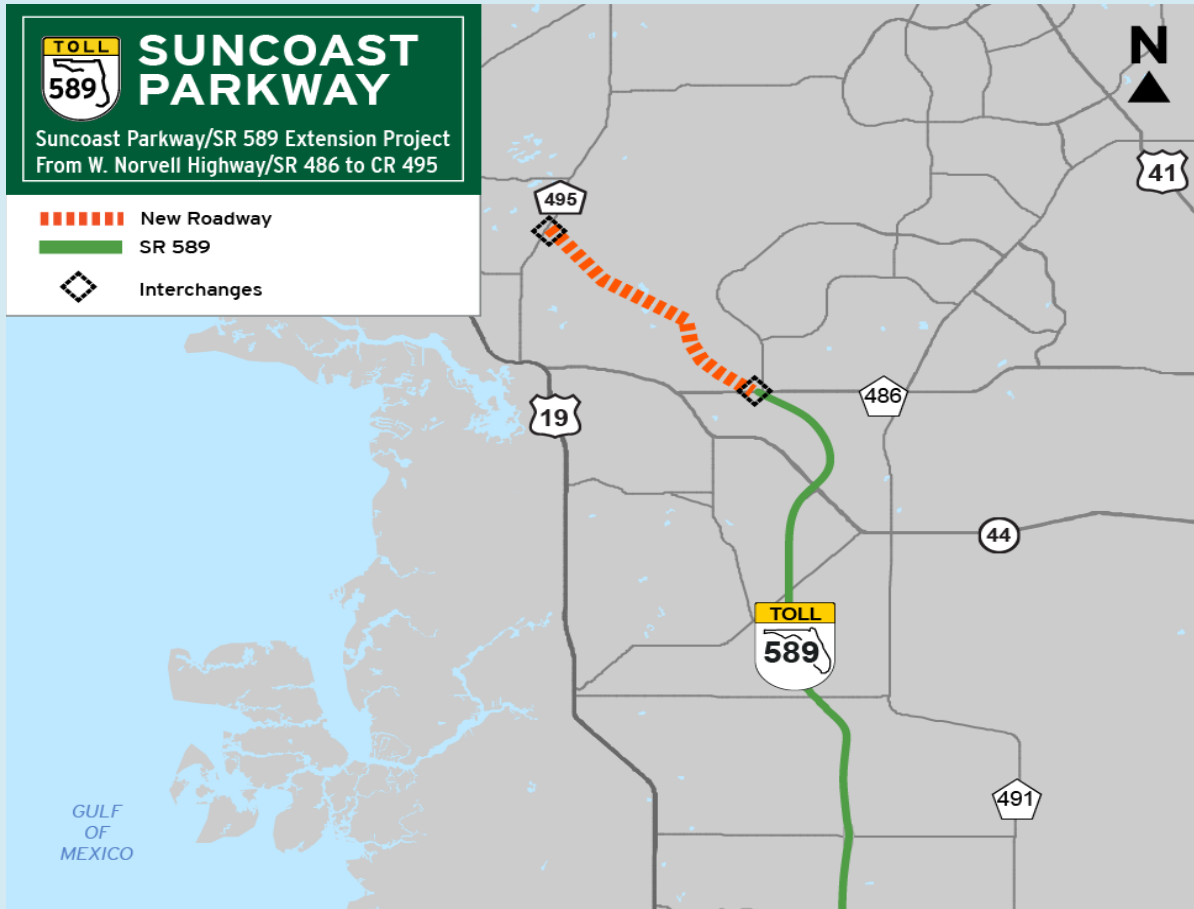 TOLL
589
SUNCOAST
PARKWAY
Suncoast Parkway/SR 589 Extension Project
From W. Norvell Highway/SR 486 to CR 495
New Roadway
SR 589
Interchanges
N
41
495
19
486
44
TOLL
589
491
GULF
OF
MEXICO